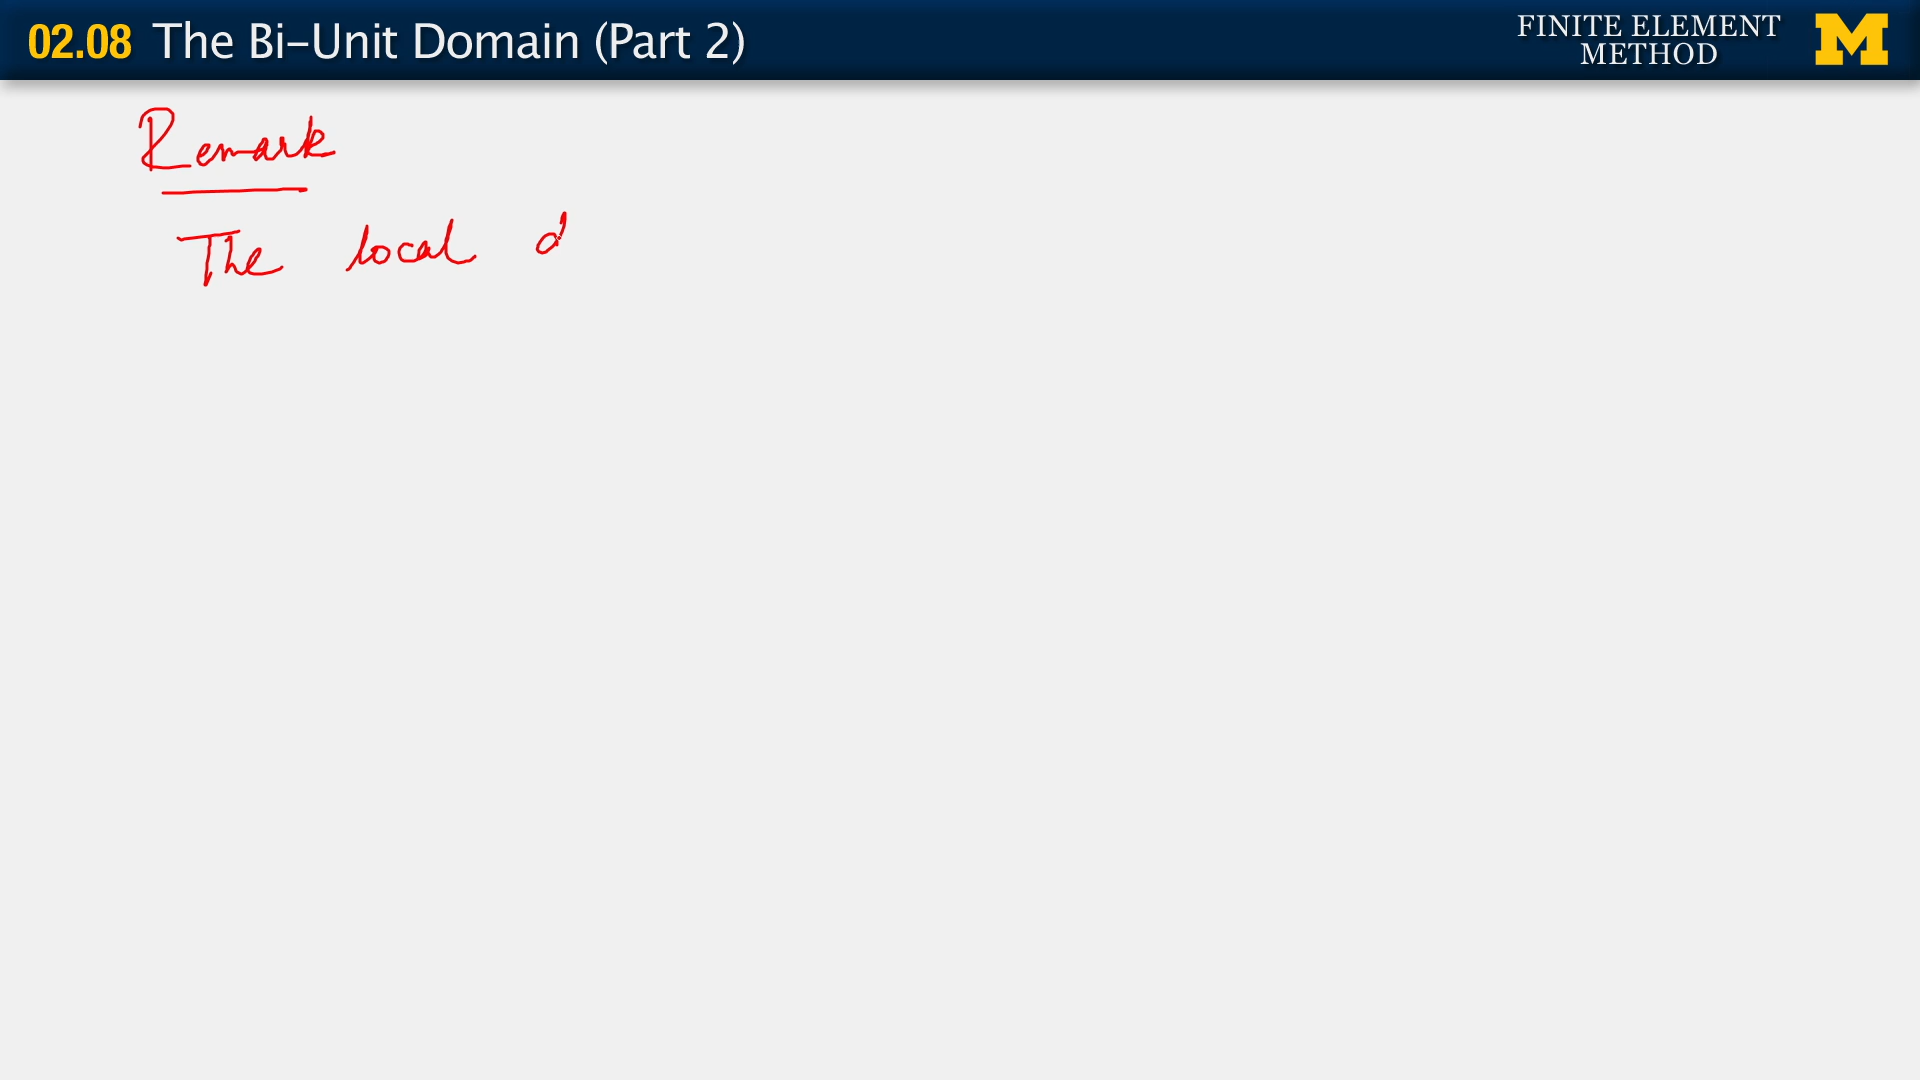 02.08 The Bi-Unit Domain (Part 2)
FINITE ELEMENT
METHOD
M
Remark
The local d